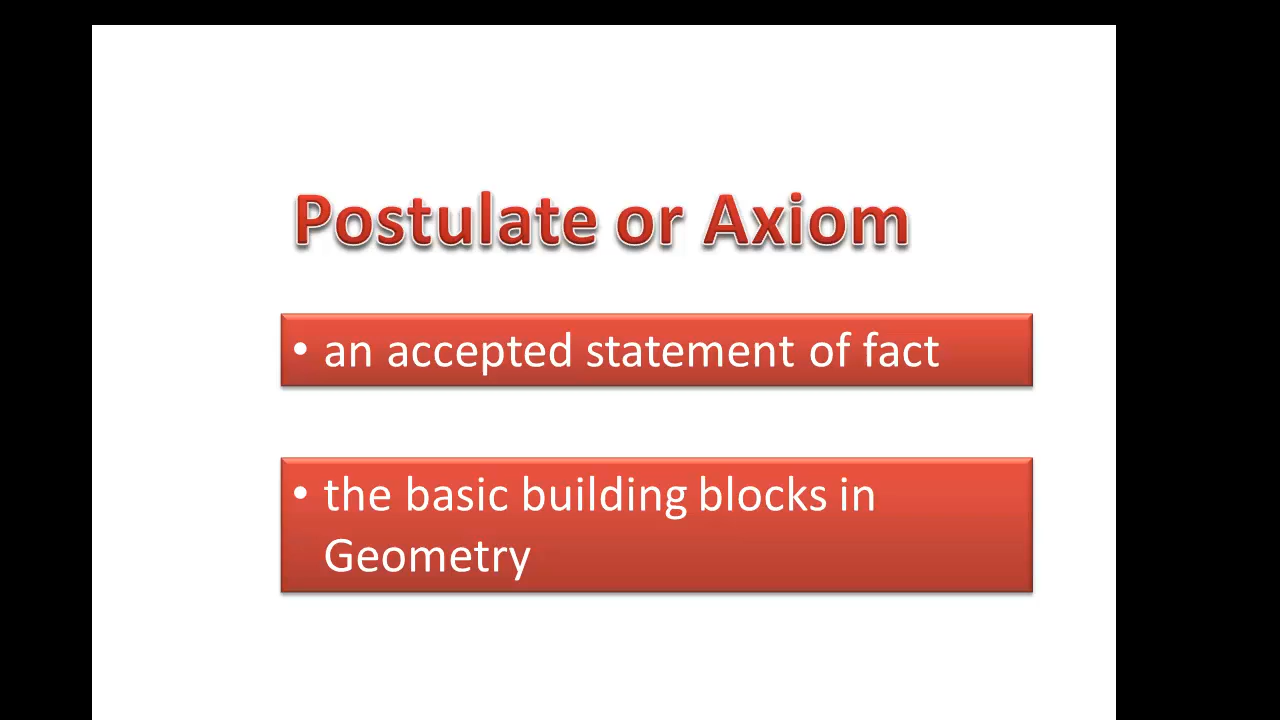 Postulate or Axiom
• an accepted statement of fact
• the basic building blocks in
Geometry